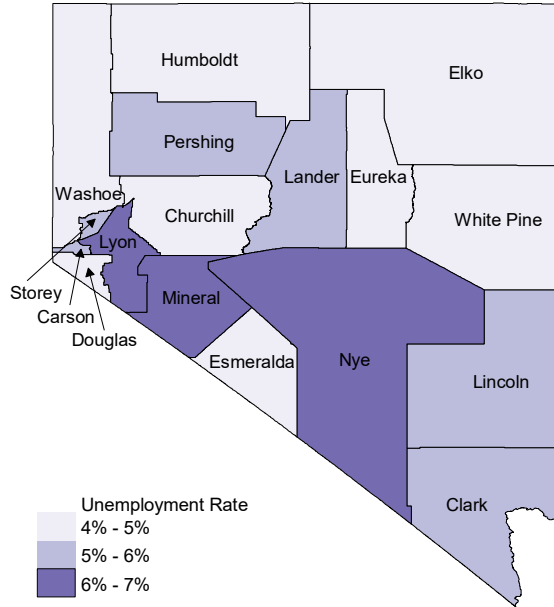 Humboldt
Elko
Pershing
Lander
Eureka
Washoe
Churchill
White Pine
Lyon
Storey
Carson
Douglas
Mineral
Esmeralda
Nye
Lincoln
Clark
Unemployment Rate
4% - 5%
5% - 6%
6% - 7%